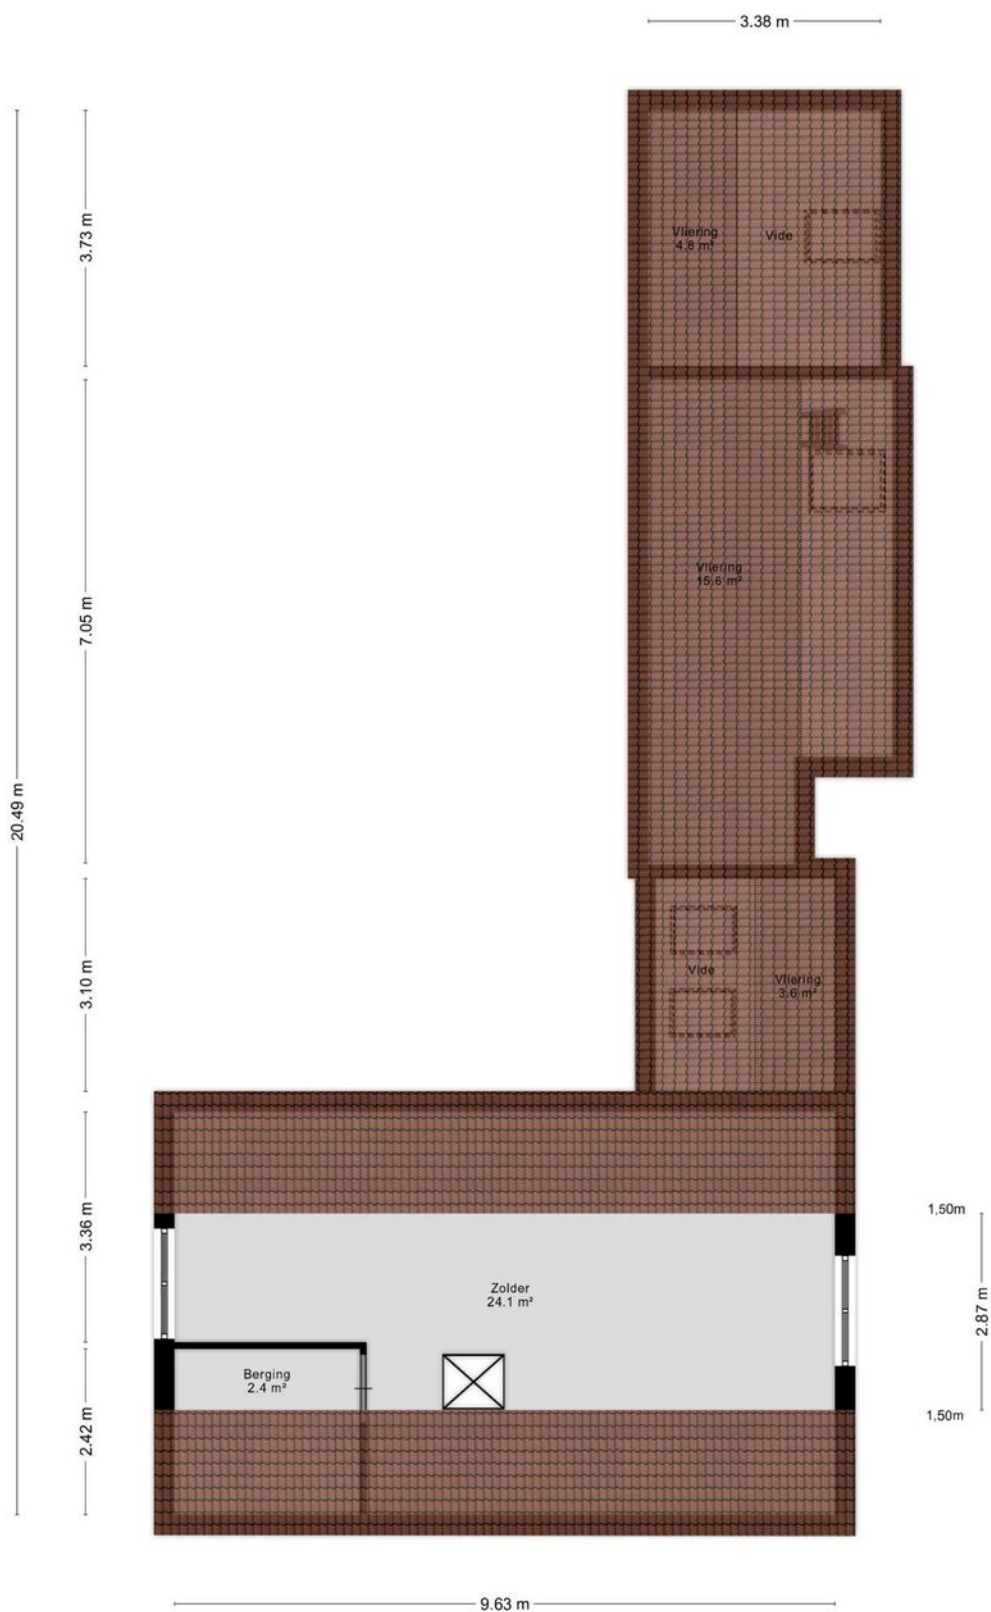 3.38 m
3.73 m
Vliering
4.8 m²
Vide
7.05 m
Vliering
15.6 m²
20.49 m
3.10 m
Vide
Vliering
3.6 m²
3.36 m
1,50m
Zolder
24.1 m²
2.87 m
Berging
2.4 m²
2.42 m
1,50m
9.63 m